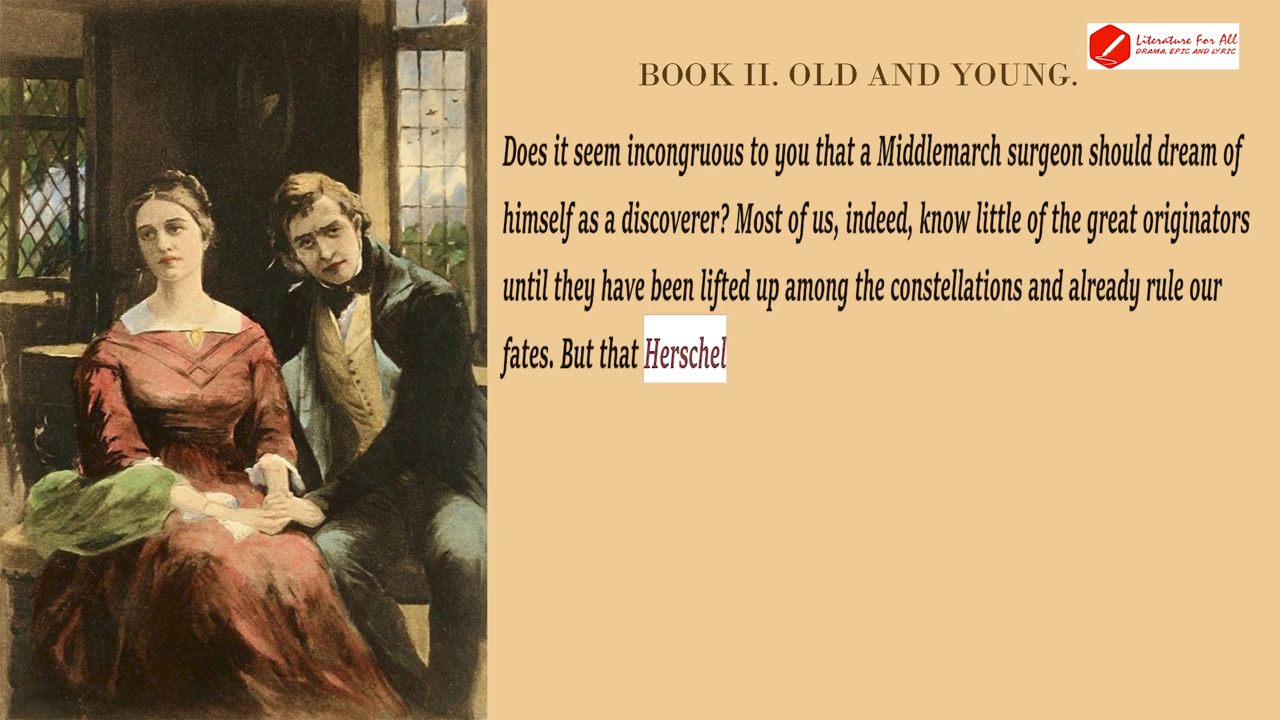 Literature For All
DRAMA, EPIC AND LYRIC
BOOK II. OLD AND YOUNG.
Does it seem incongruous to you that a Middlemarch surgeon should dream of
himself as a discoverer? Most of us, indeed, know little of the great originators
until they have been lifted up among the constellations and already rule our
fates. But that Herschel